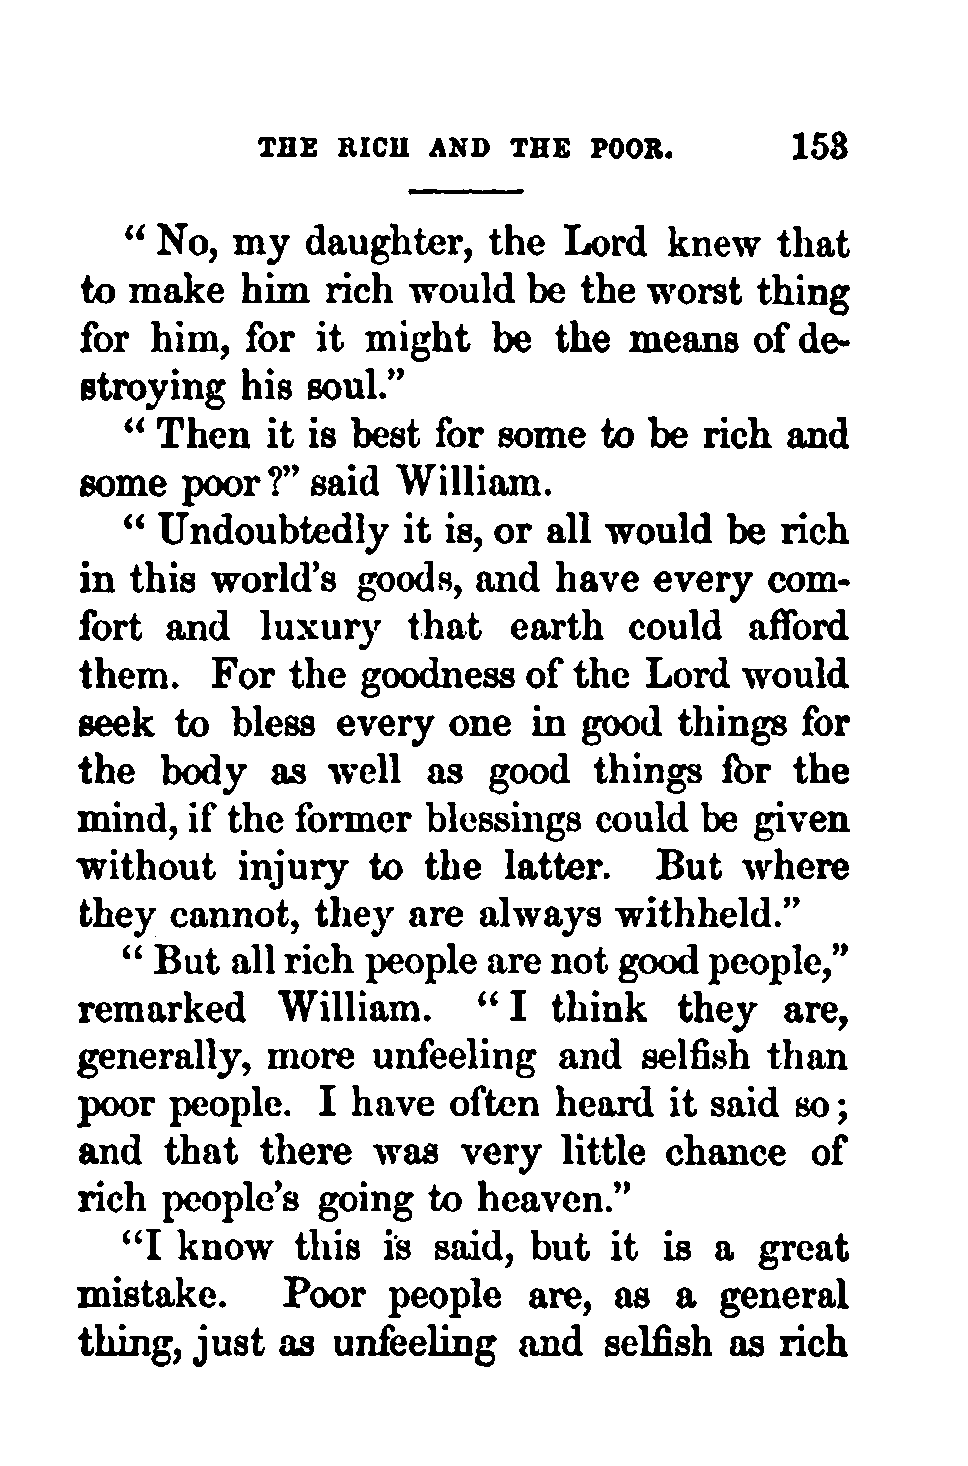 THE RICH AND THE POOR. 153
“ No, my daughter, the Lord knew that
to make him rich would be the worst thing
for him, for it might be the means of de-
stroying his soul.”
“ Then it is best for some to be rich and
some poor?” said William.
“ Undoubtedly it is, or all would be rich
in this world’s goods, and have every com-
fort and luxury that earth could afford
them. For the goodness of the Lord would
seek to bless every one in good things for
the body as well as good things for the
mind, if the former blessings could be given
without injury to the latter. But where
they cannot, they are always withheld.”
“ But all rich people are not good people,”
remarked William. “ I think they are,
generally, more unfeeling and selfish than
poor people. I have often heard it said so;
and that there was very little chance of
rich people’s going to heaven.”
“I know this is said, but it is a great
mistake. Poor people are, as a general
thing, just as unfeeling and selfish as rich